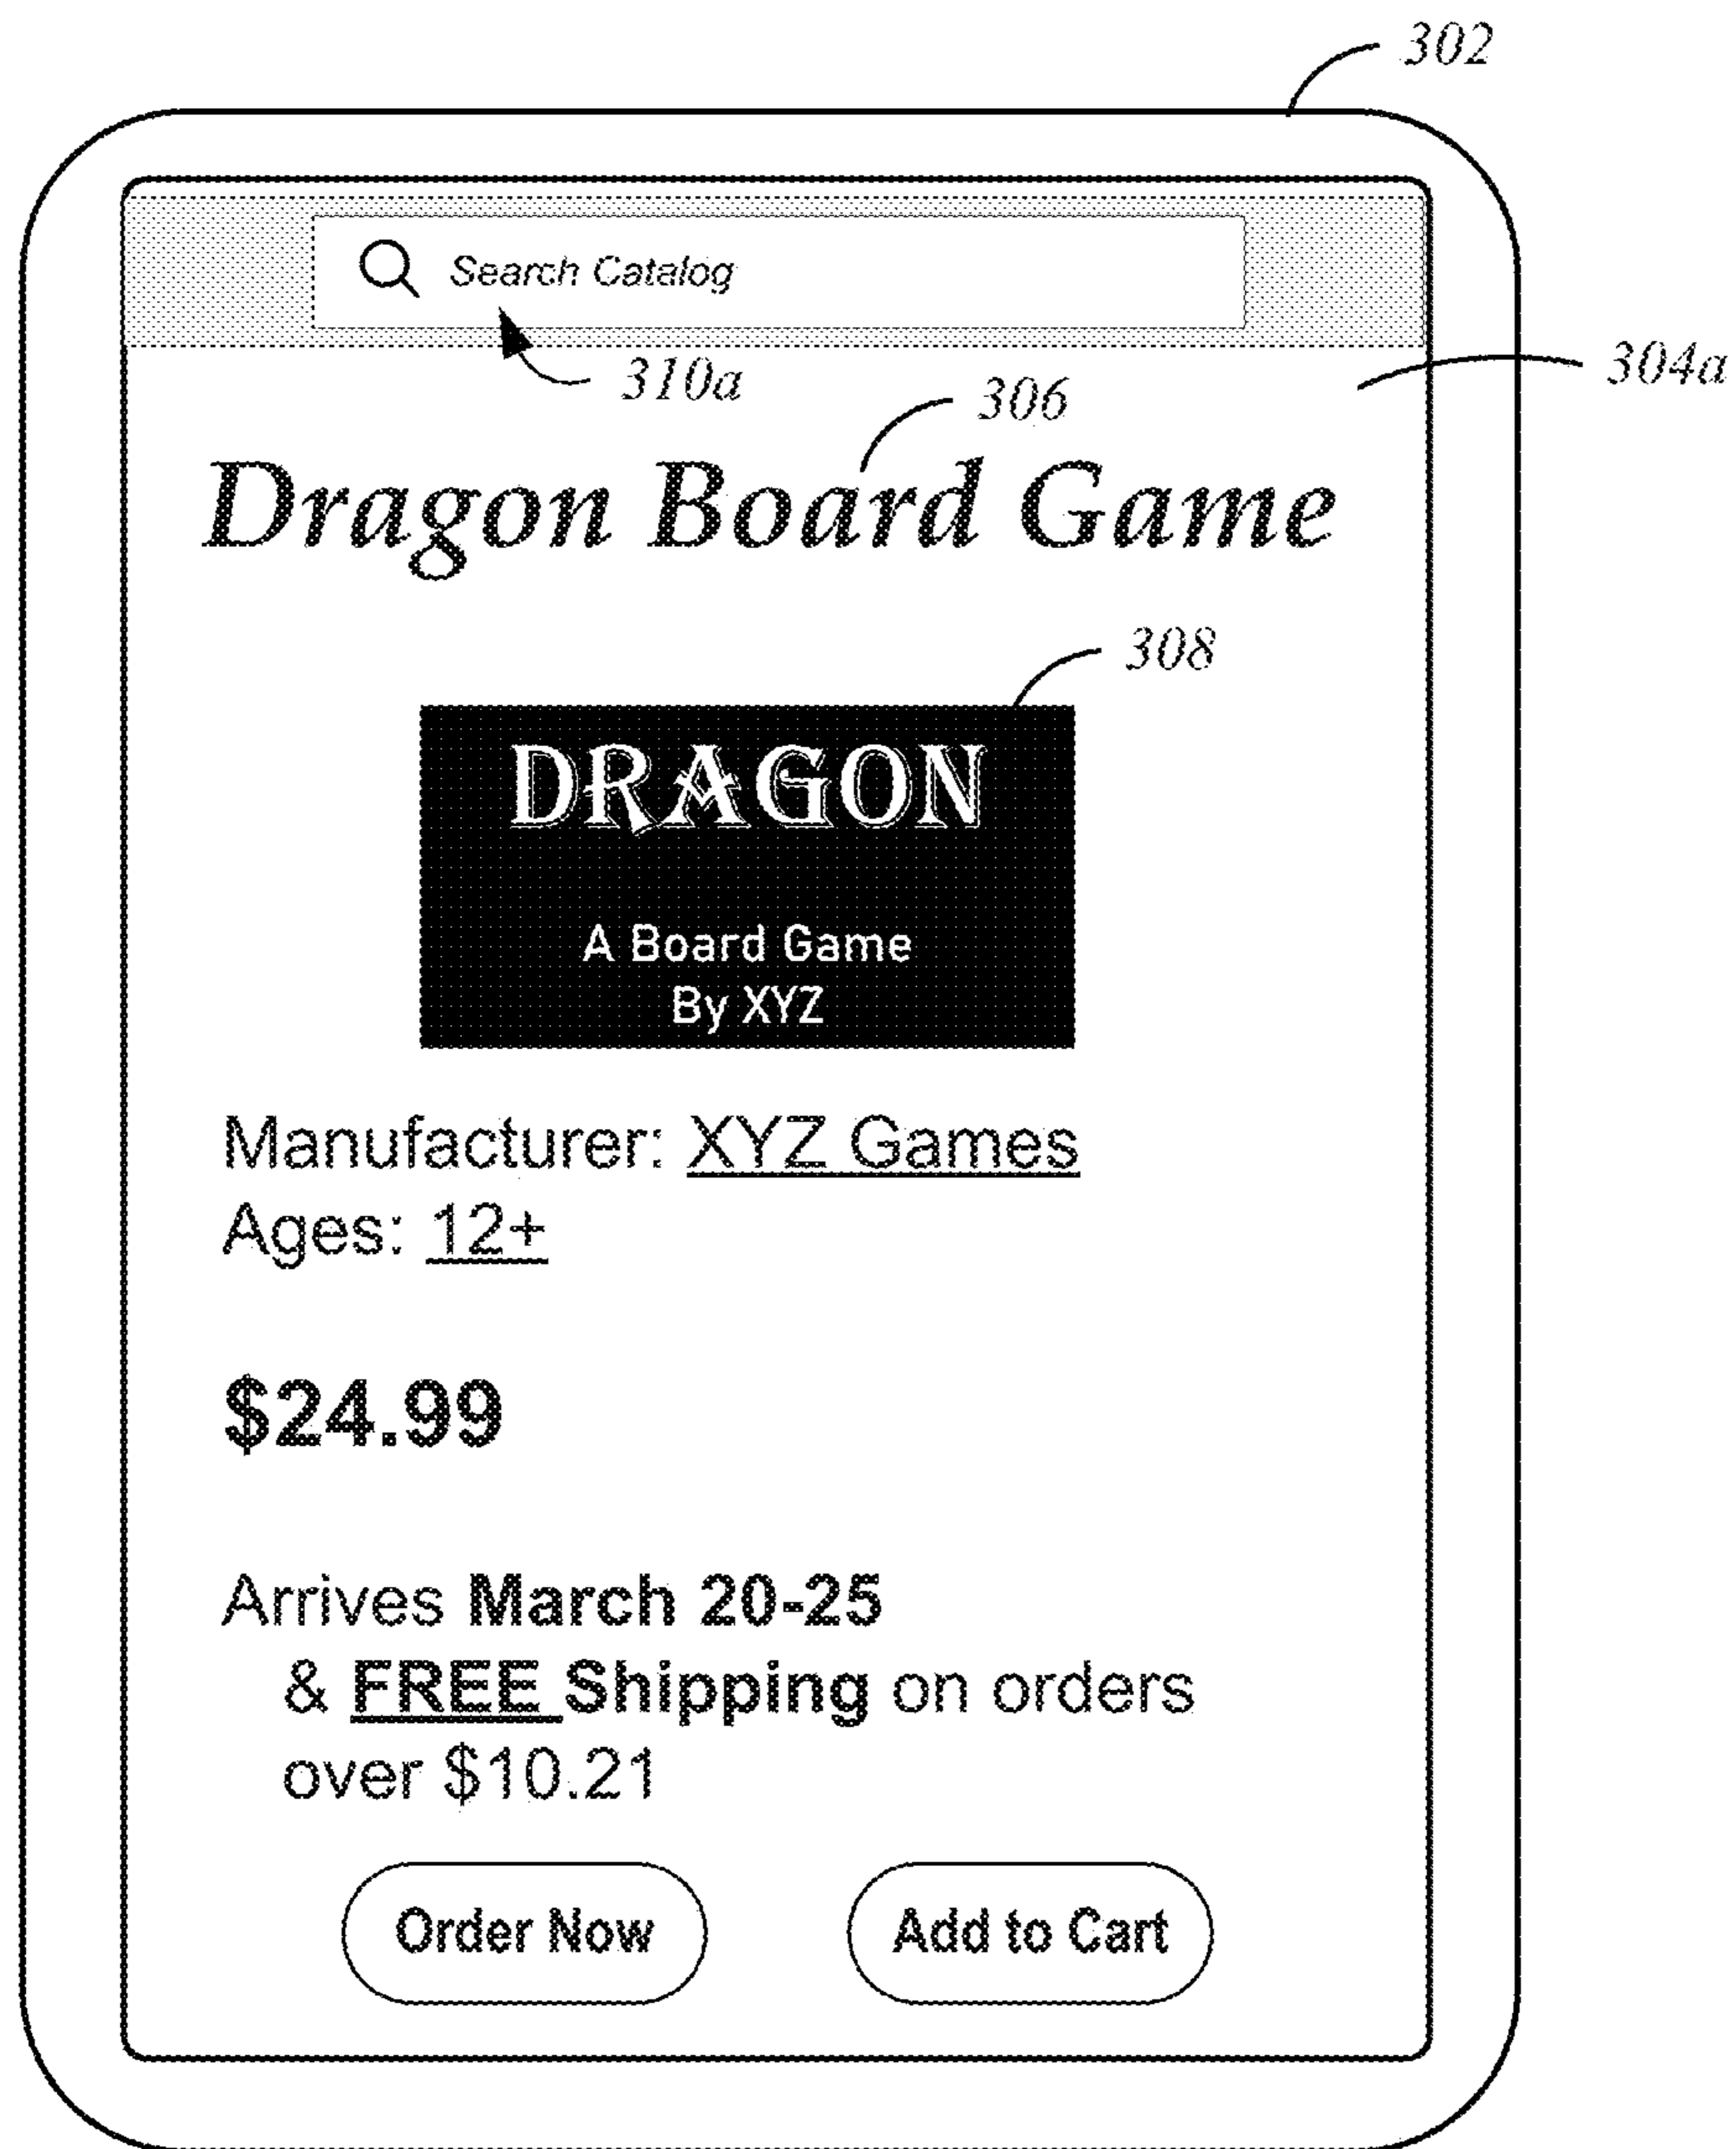 302
Search Catalog
310a
304a
306
Dragon Board Game
308
DRAGON
A Board Game
By XYZ
Manufacturer: XYZ Games
Ages: 12+
$24.99
Arrives March 20-25
& FREE Shipping on orders
over $10.21
Order Now
Add to Cart